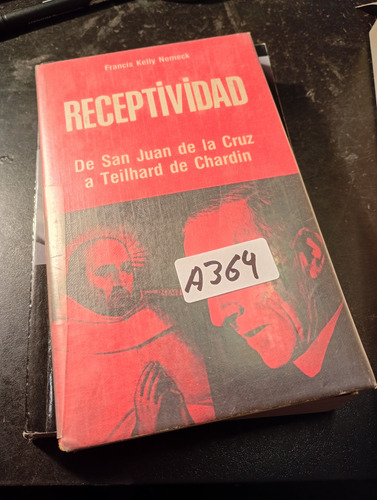 Francis Kelly Nemeck
RECEPTIVIDAD
De San Juan de la Cruz
a Teilhard de Chardin
A364